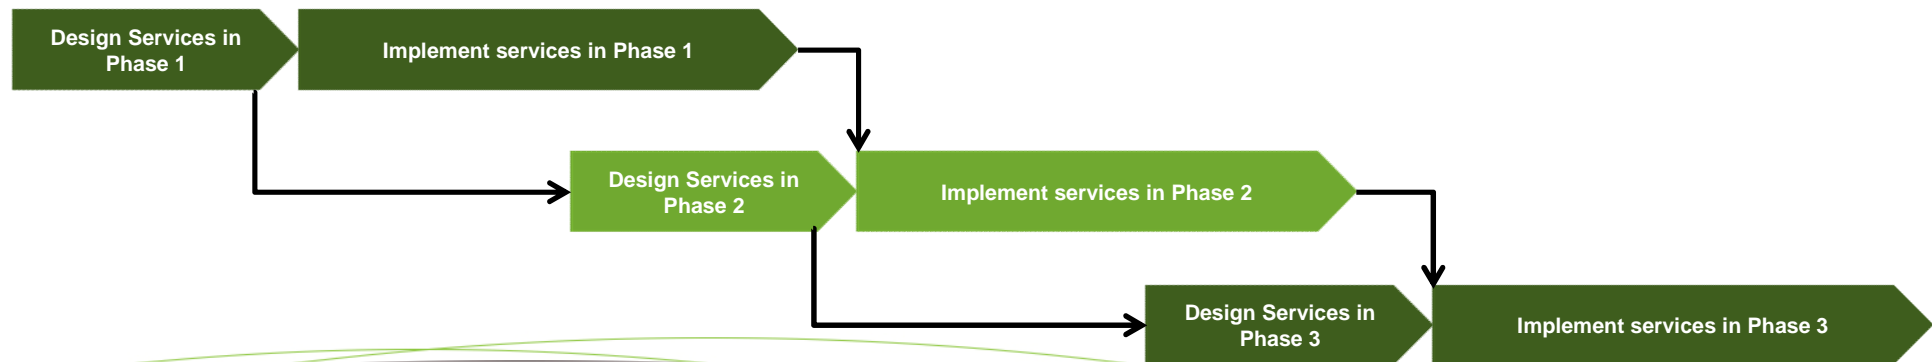 Design Services in
Phase 1
Implement services in Phase 1
Design Services in
Phase 2
Implement services in Phase 2
Design Services in
Phase 3
Implement services in Phase 3